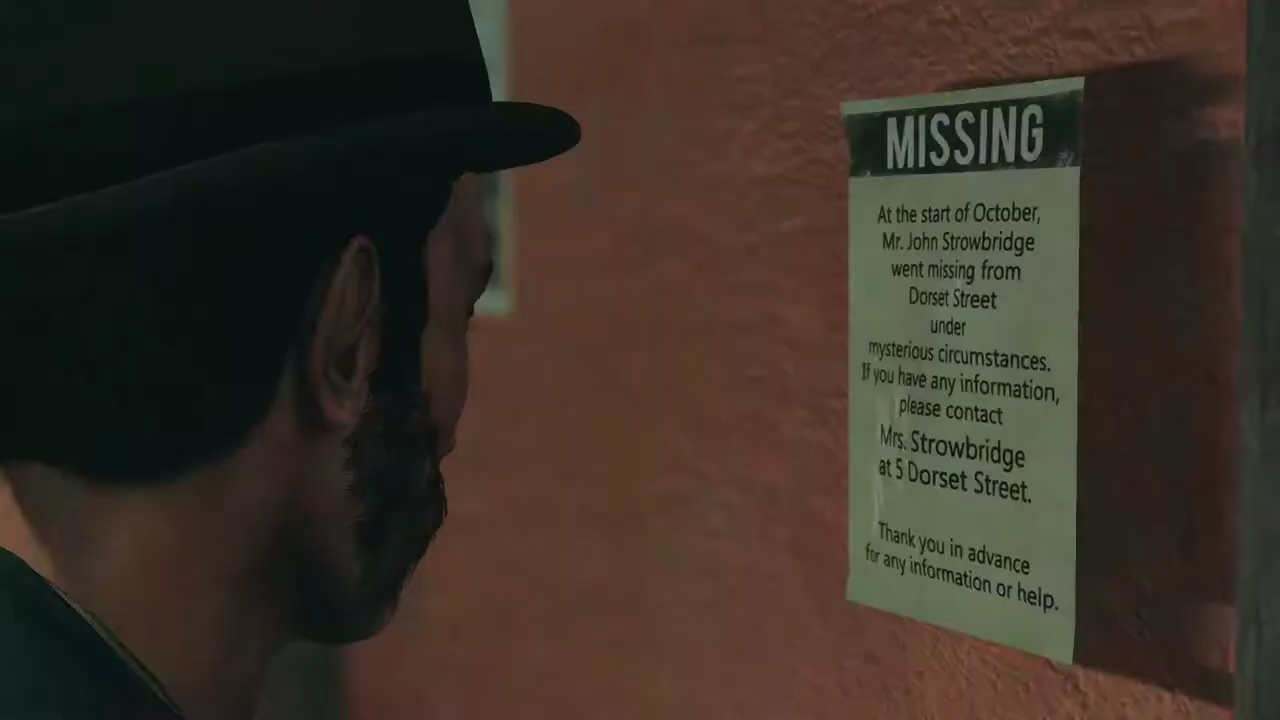 MISSING
At the start of October,
Mr. John Strowbridge
went missing from
Dorset Street
under
mysterious circumstances.
If you have any information,
please contact
Mrs. Strowbridge
at 5 Dorset Street.
Thank you in advance
for any information or help.